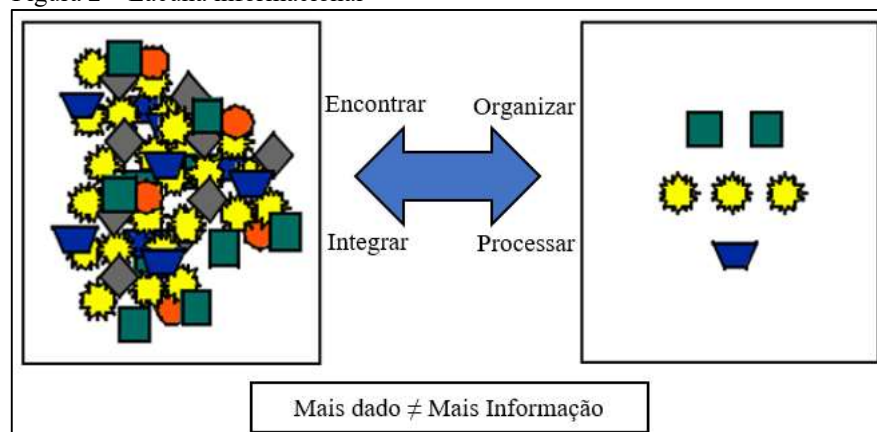 Encontrar Organizar
Integrar Processar
Mais dado ≠ Mais Informação